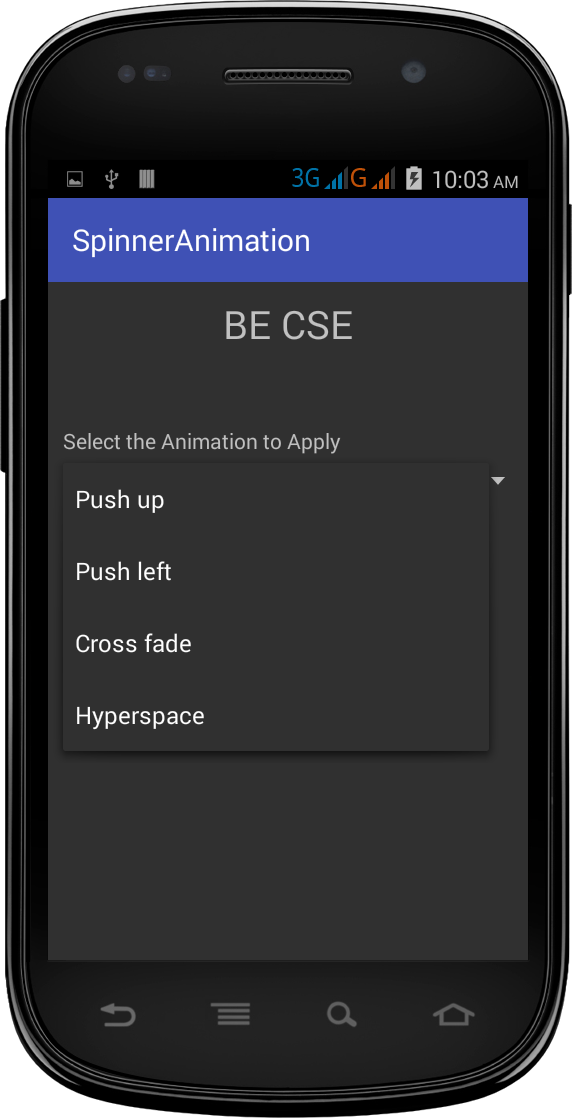 3G G 10:03 AM
SpinnerAnimation
BE CSE
Select the Animation to Apply
Push up
Push left
Cross fade
Hyperspace